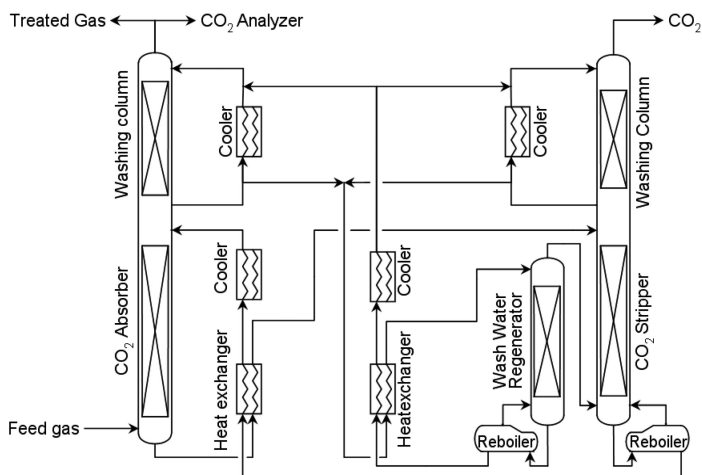 Treated Gas
CO₂ Analyzer
CO₂
Washing column
Cooler
Cooler
Washing Column
CO₂ Absorber
Cooler
Cooler
Wash Water
Regenerator
CO₂ Stripper
Heat exchanger
Heatexchanger
Feed gas
Reboiler
Reboiler